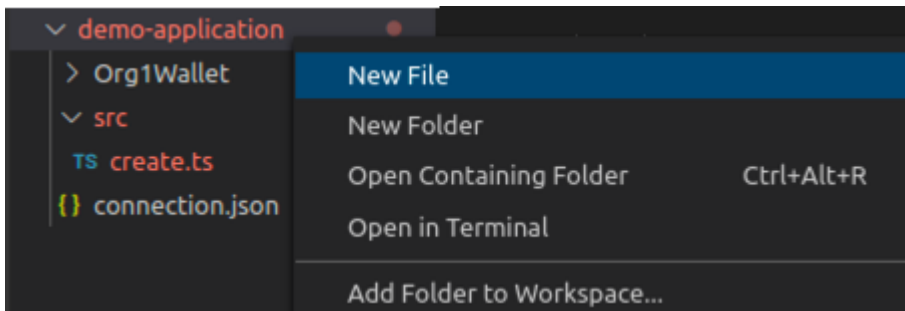 demo-application
Org1Wallet
src
TS create.ts
{} connection.json
New File
New Folder
Open Containing Folder Ctrl+Alt+R
Open in Terminal
Add Folder to Workspace...